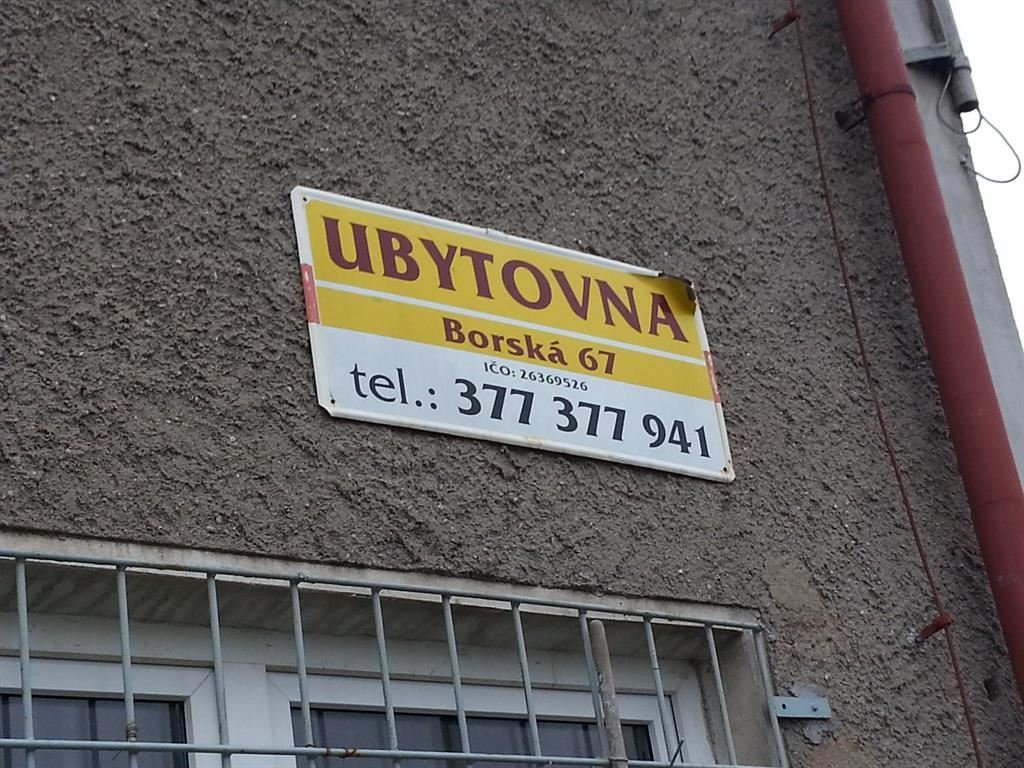 UBYTOVNA
Borská 67
IČO: 26369526
tel.: 377 377 941